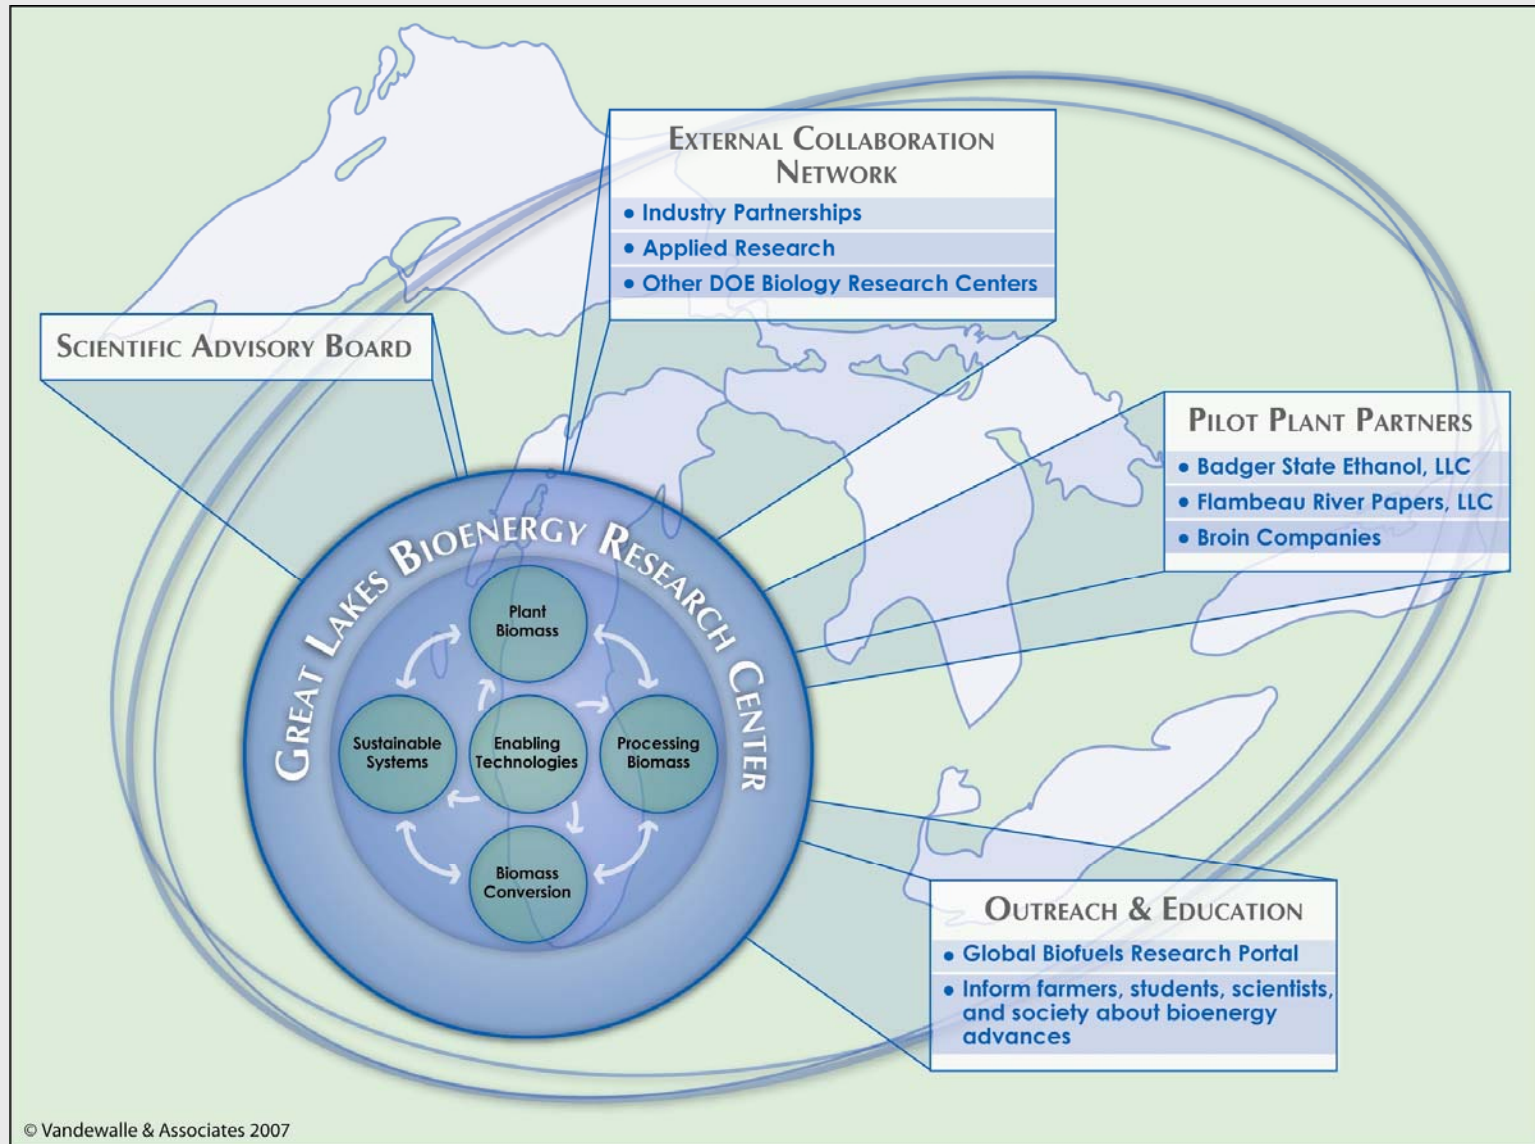 EXTERNAL COLLABORATION
NETWORK
• Industry Partnerships
• Applied Research
• Other DOE Biology Research Centers
SCIENTIFIC ADVISORY BOARD
PILOT PLANT PARTNERS
• Badger State Ethanol, LLC
• Flambeau River Papers, LLC
• Broin Companies
GREAT LAKES BIOENERGY RESEARCH CENTER
Plant
Biomass
Sustainable
Systems
Enabling
Technologies
Processing
Biomass
Biomass
Conversion
OUTREACH & EDUCATION
• Global Biofuels Research Portal
• Inform farmers, students, scientists,
and society about bioenergy
advances
© Vandewalle & Associates 2007